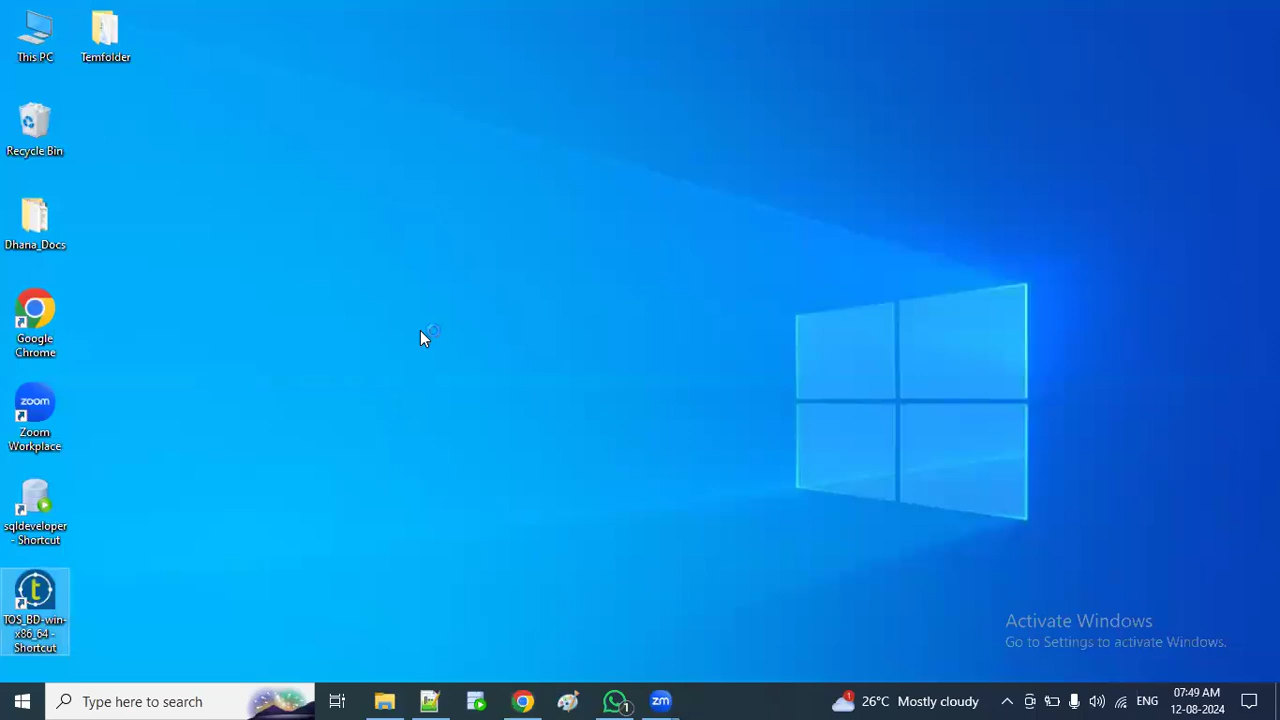 This PC
Temfolder
Recycle Bin
Dhana_Docs
Google
Chrome
zoom
Zoom
Workplace
sqldeveloper
- Shortcut
t
TOS_BD-win-
x86_64 -
Shortcut
Activate Windows
Go to Settings to activate Windows.
Type here to search
1
zm
1
26°C Mostly cloudy
ENG
07:49 AM
12-08-2024